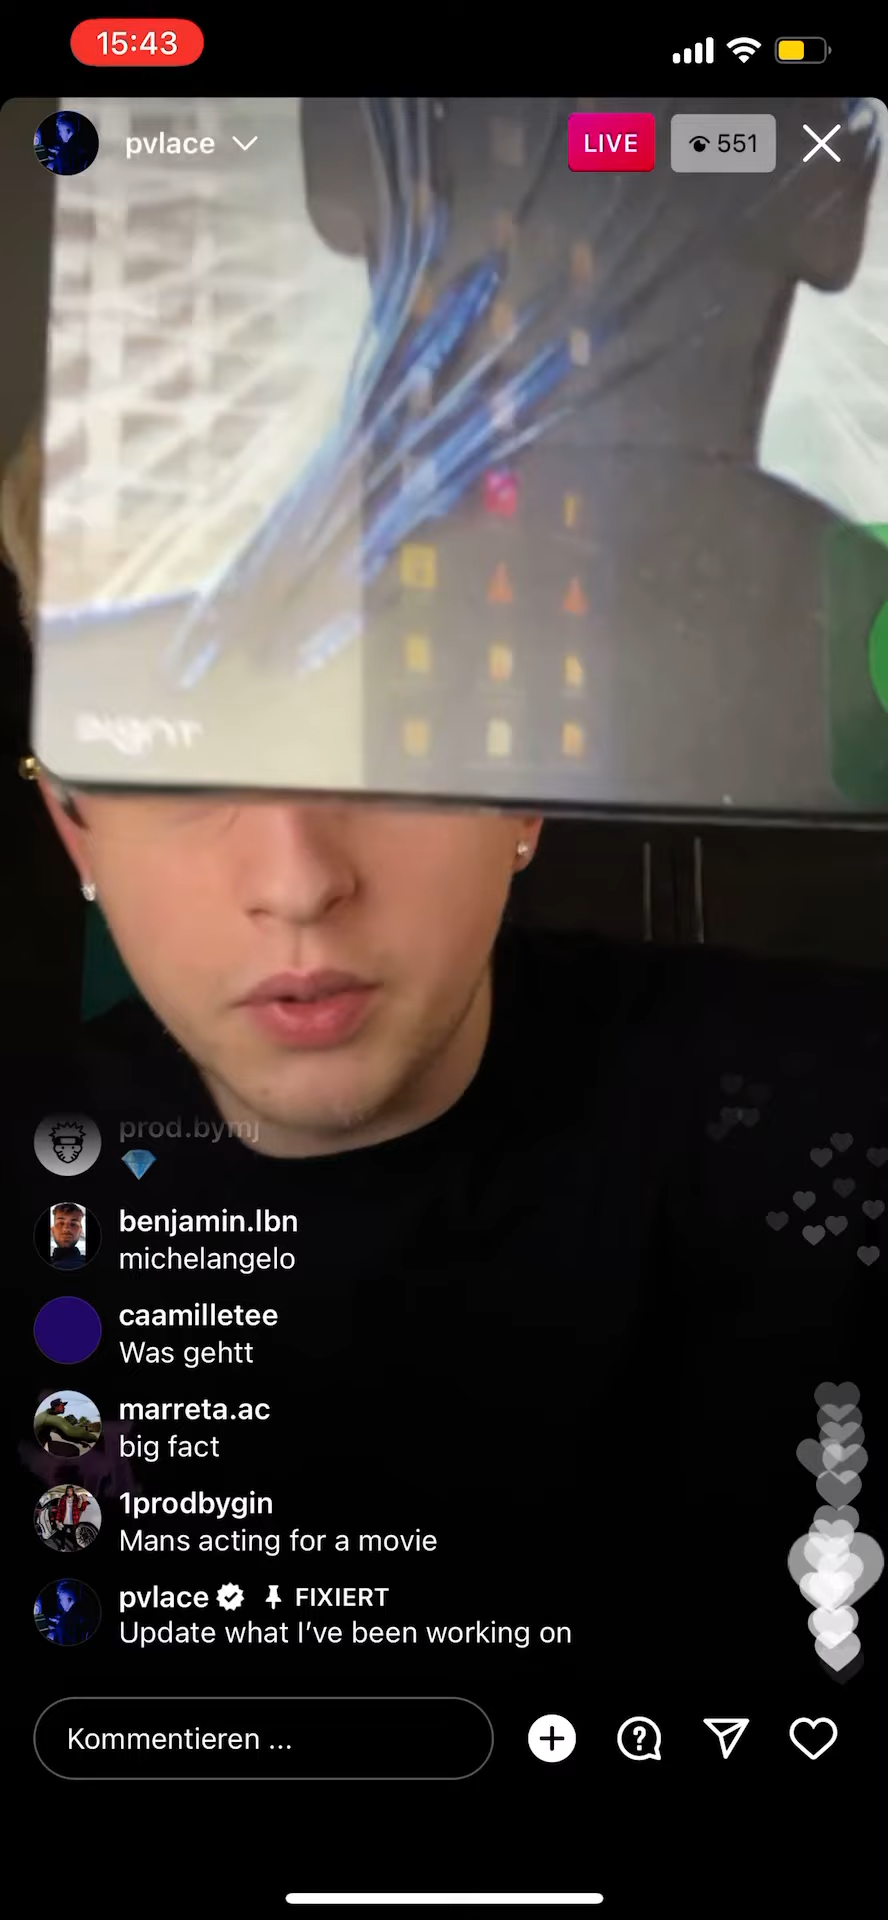 15:43
pvlace
LIVE
551
prod.bymj
benjamin.lbn
michelangelo
caamilletee
Was gehtt
marreta.ac
big fact
1prodbygin
Mans acting for a movie
pvlace FIXIERT
Update what I’ve been working on
Kommentieren ...